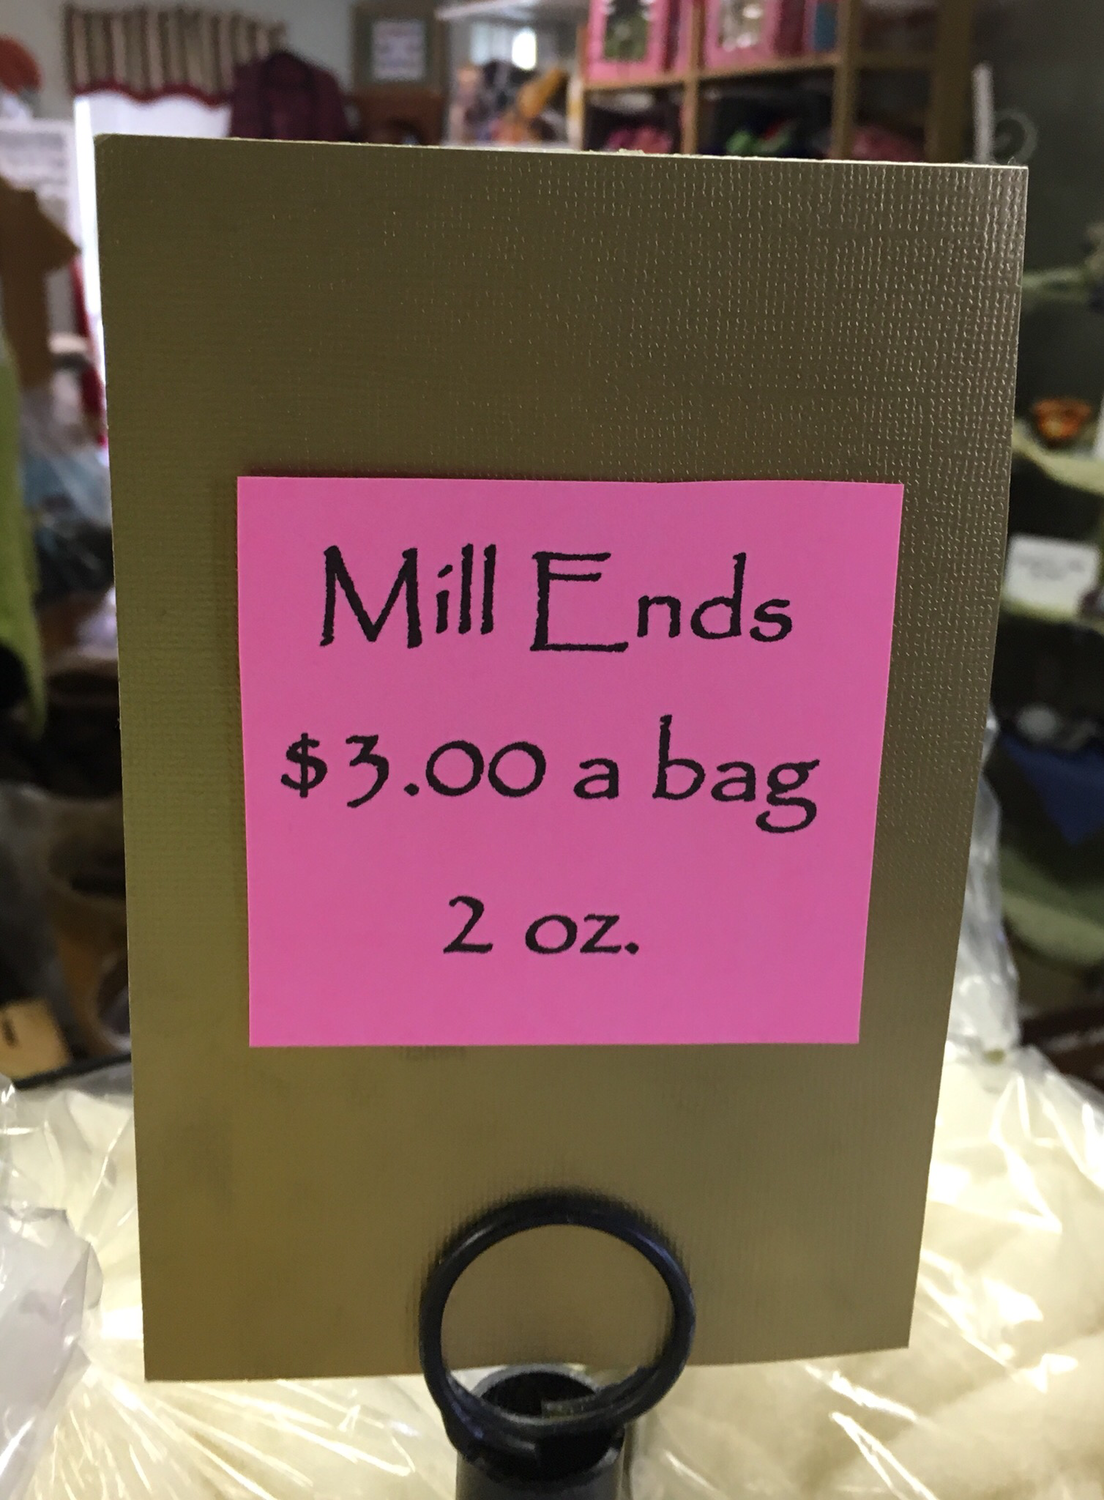 Mill Ends
$3.00 a bag
2 oz.